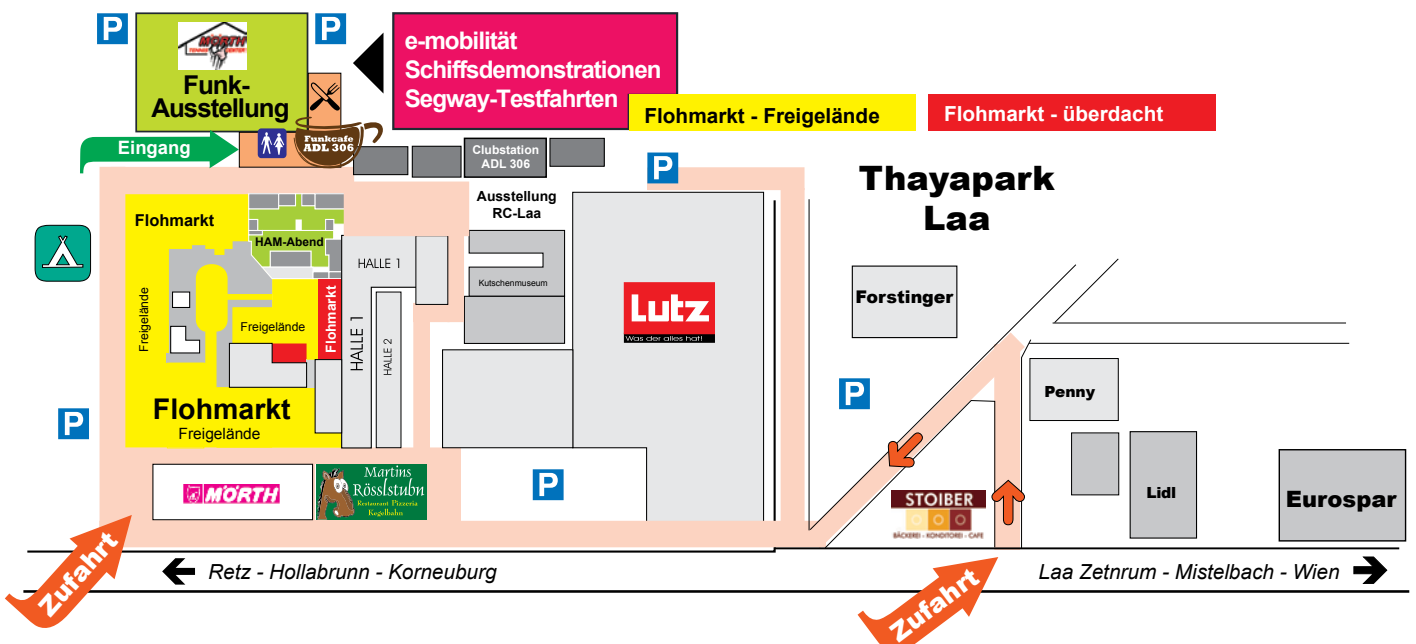 P
MÖRTH
Funk-
Ausstellung
P
e-mobilität
Schiffsdemonstrationen
Segway-Testfahrten
Flohmarkt - Freigelände
Flohmarkt - überdacht
Eingang
Funkcafe
ADL 306
Clubstation
ADL 306
P
Thayapark
Laa
Ausstellung
RC-Laa
Flohmarkt
HAM-Abend
HALLE 1
Kutschenmuseum
Freigelände
Freigelände
Flohmarkt
HALLE 1
HALLE 2
Lutz
Was der alles hat!
Forstinger
P
Flohmarkt
Freigelände
P
Penny
MÖRTH
Martins
Rösslstubn
Restaurant Pizzeria
Kegelbahn
P
STOIBER
BÄCKEREI - KONDITOREI - CAFE
Lidl
Eurospar
Zufahrt
Retz - Hollabrunn - Korneuburg
Zufahrt
Laa Zetnrum - Mistelbach - Wien